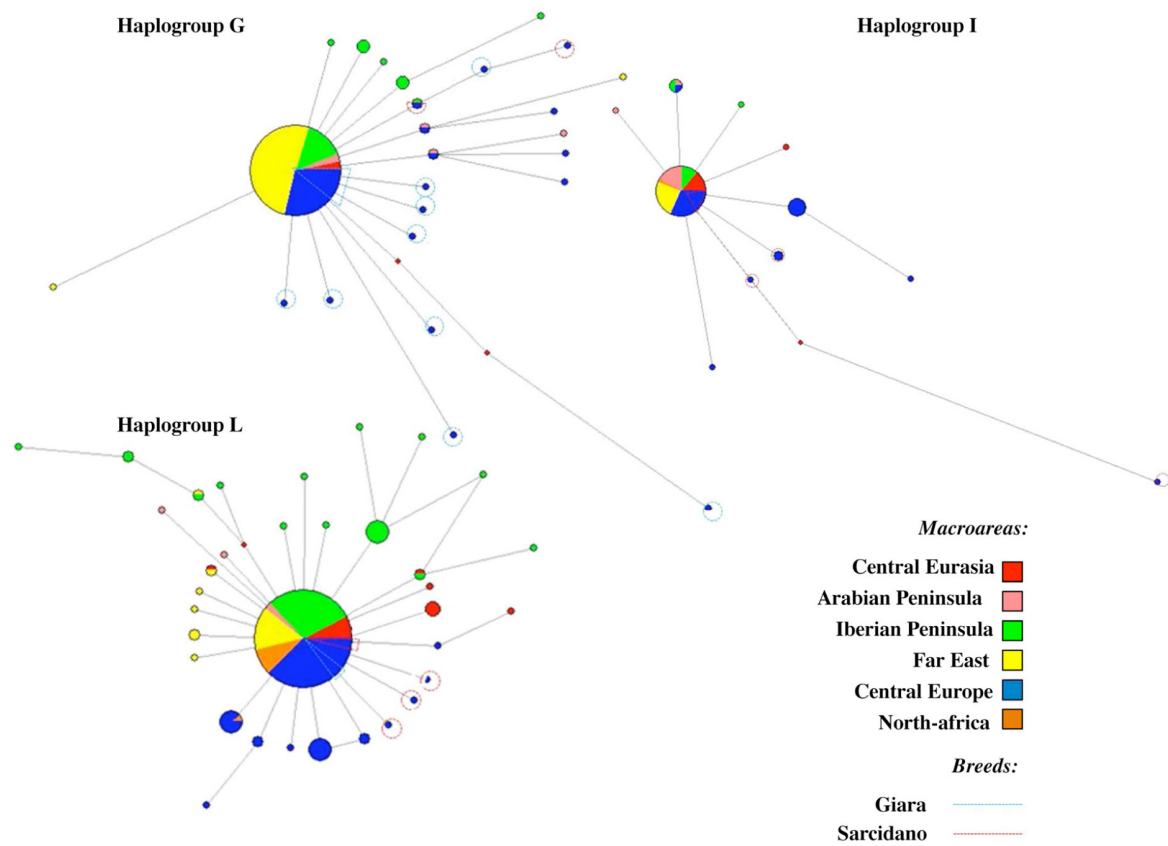 Haplogroup G
Haplogroup I
Haplogroup L
Macroareas:
Central Eurasia
Arabian Peninsula
Iberian Peninsula
Far East
Central Europe
North-africa
Breeds:
Giara
Sarcidano